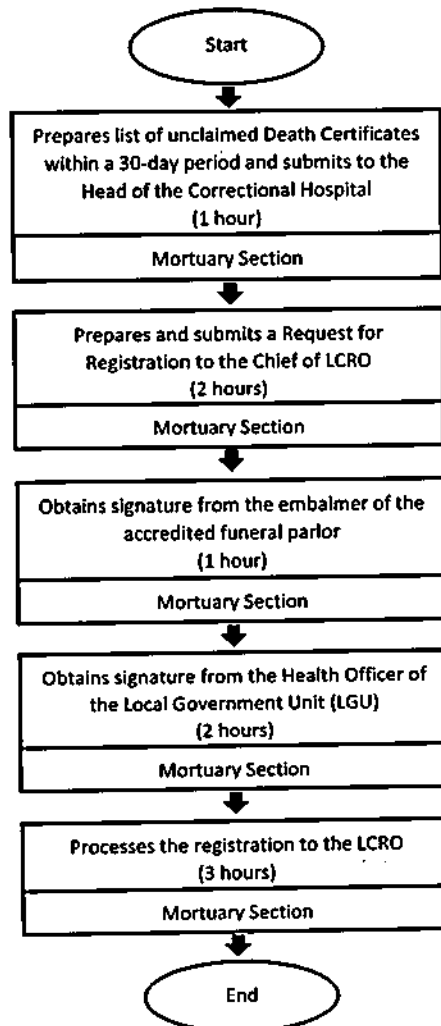 Start
Prepares list of unclaimed Death Certificates
within a 30-day period and submits to the
Head of the Correctional Hospital
(1 hour)
Mortuary Section
Prepares and submits a Request for
Registration to the Chief of LCRO
(2 hours)
Mortuary Section
Obtains signature from the embalmer of the
accredited funeral parlor
(1 hour)
Mortuary Section
Obtains signature from the Health Officer of
the Local Government Unit (LGU)
(2 hours)
Mortuary Section
Processes the registration to the LCRO
(3 hours)
Mortuary Section
End